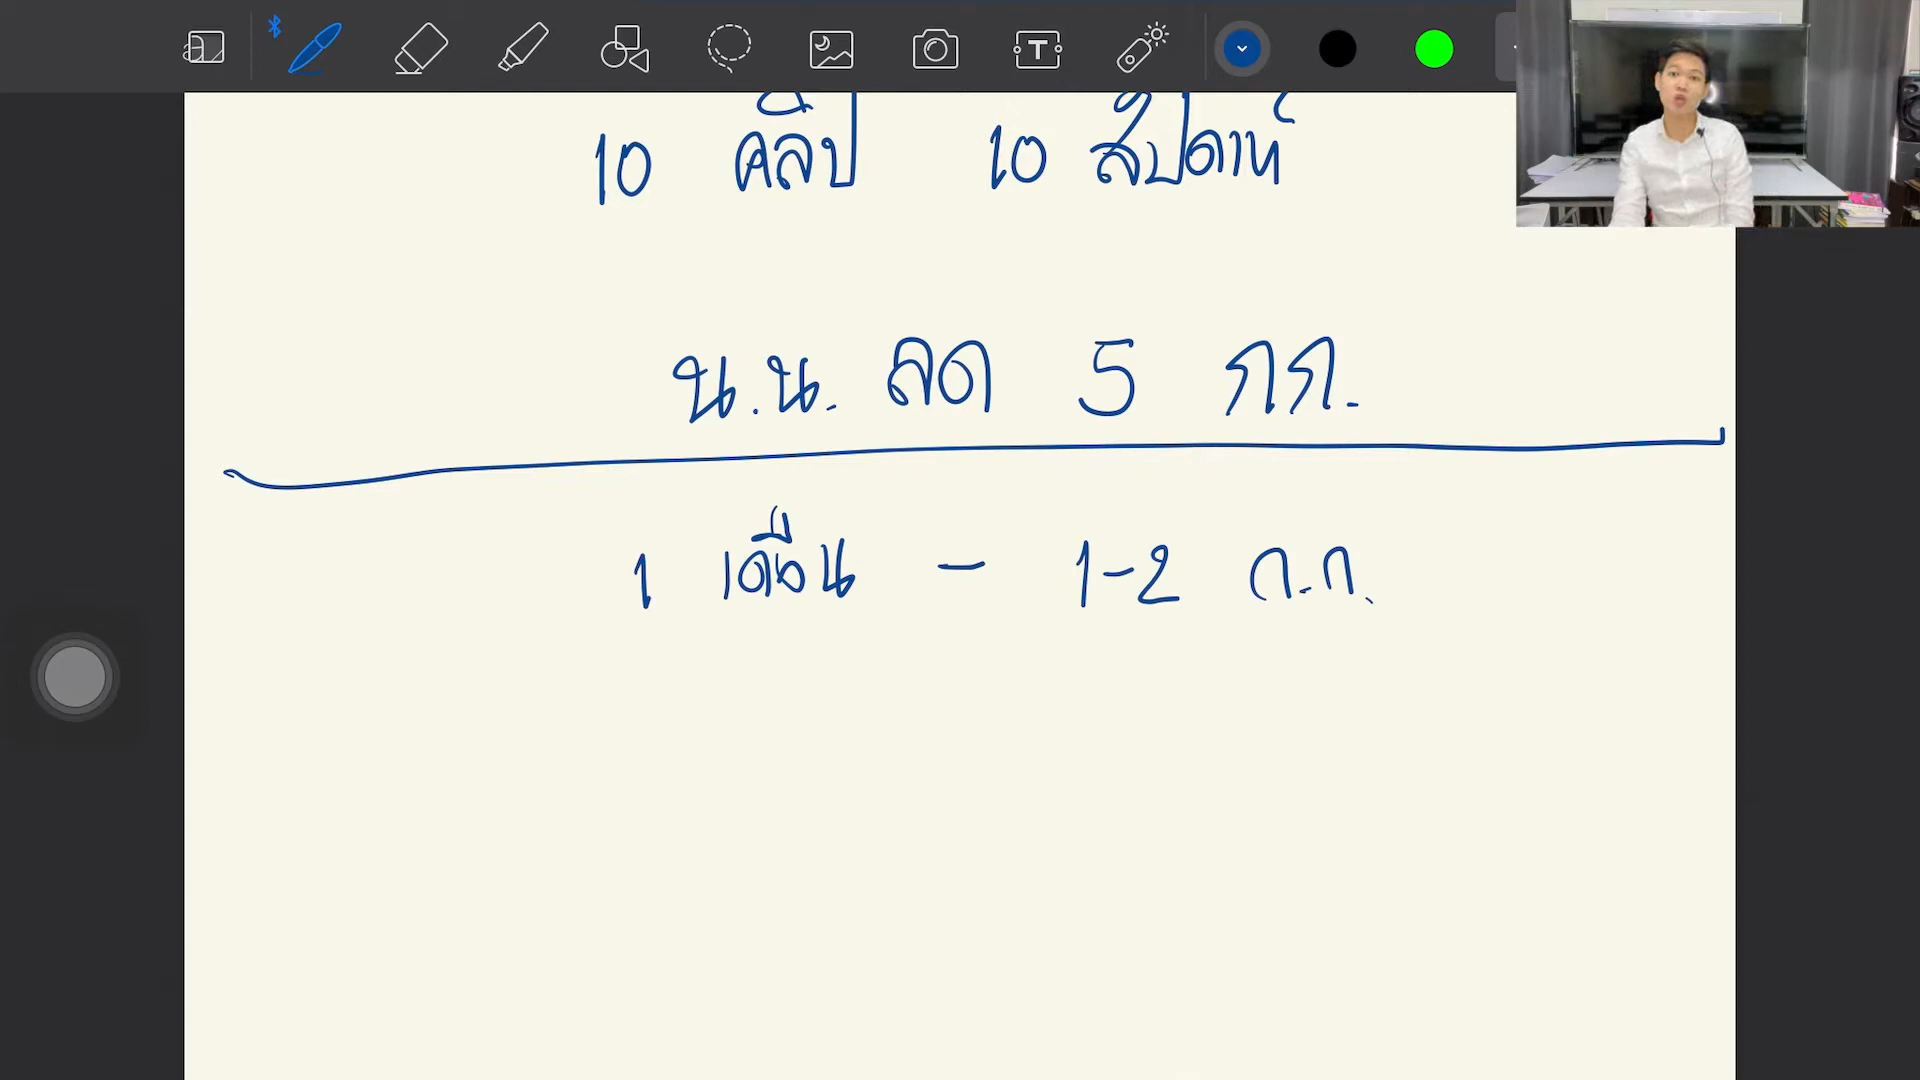 10 คลิป 10 สัปดาห์
น.น. ลด 5 กก.
1 เดือน - 1-2 ก.ก.